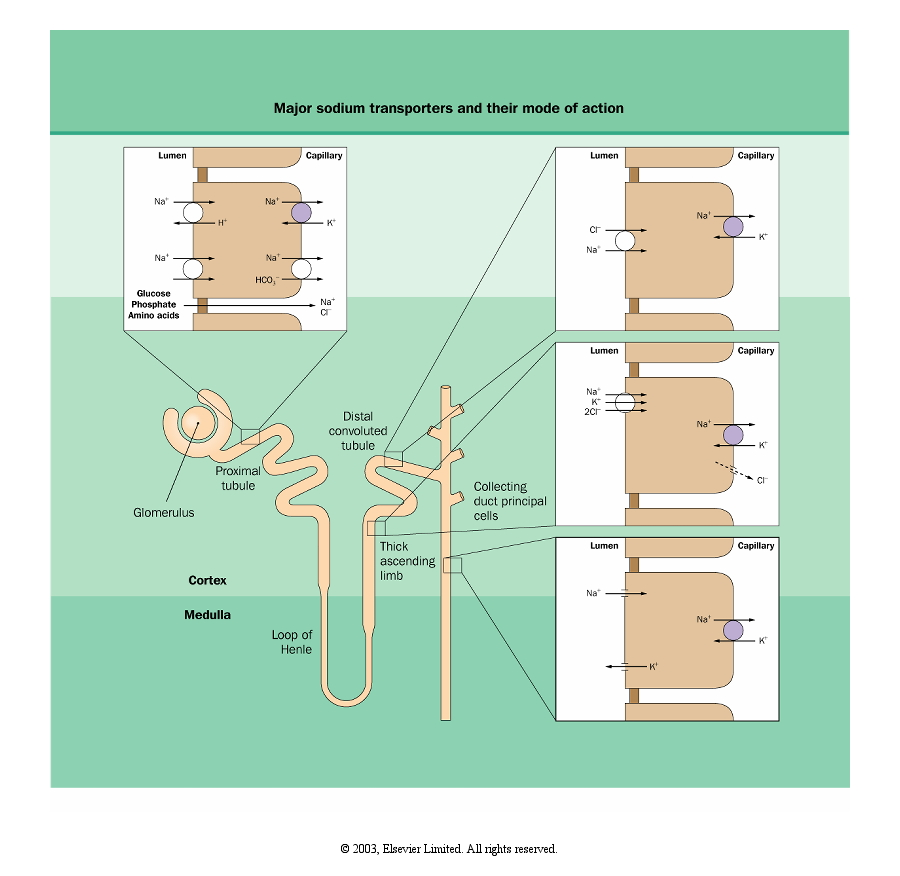 Major sodium transporters and their mode of action
Lumen
Capillary
Na⁺
H⁺
Na⁺
K⁺
Na⁺
Na⁺
HCO₃⁻
Glucose
Phosphate
Amino acids
Na⁺
Cl⁻
Lumen
Capillary
Cl⁻
Na⁺
Na⁺
K⁺
Lumen
Capillary
Na⁺
K⁺
2Cl⁻
Na⁺
K⁺
Cl⁻
Lumen
Capillary
Na⁺
K⁺
Na⁺
K⁺
Distal
convoluted
tubule
Proximal
tubule
Glomerulus
Collecting
duct principal
cells
Thick
ascending
limb
Cortex
Medulla
Loop of
Henle
© 2003, Elsevier Limited. All rights reserved.